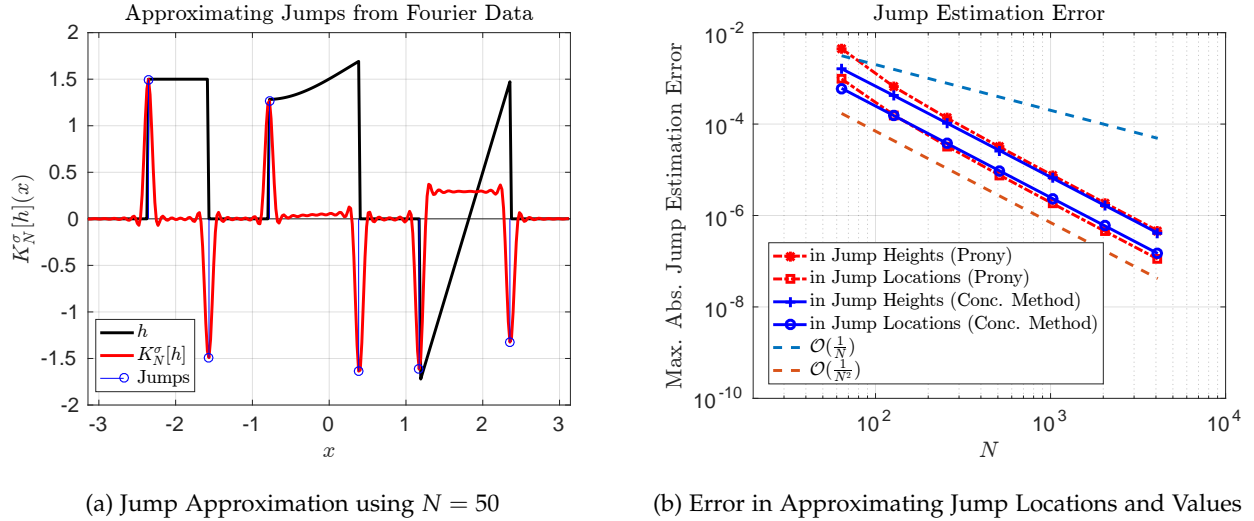 Approximating Jumps from Fourier Data
2
1.5
1
0.5
0
-0.5
-1
-1.5
-2
-3 -2 -1 0 1 2 3
K_N^σ[h](x)
x
h
K_N^σ[h]
Jumps
(a) Jump Approximation using N = 50
Jump Estimation Error
10^-2
10^-4
10^-6
10^-8
10^-10
10^2 10^3 10^4
Max. Abs. Jump Estimation Error
N
in Jump Heights (Prony)
in Jump Locations (Prony)
in Jump Heights (Conc. Method)
in Jump Locations (Conc. Method)
𝒪(1/N)
𝒪(1/N^2)
(b) Error in Approximating Jump Locations and Values